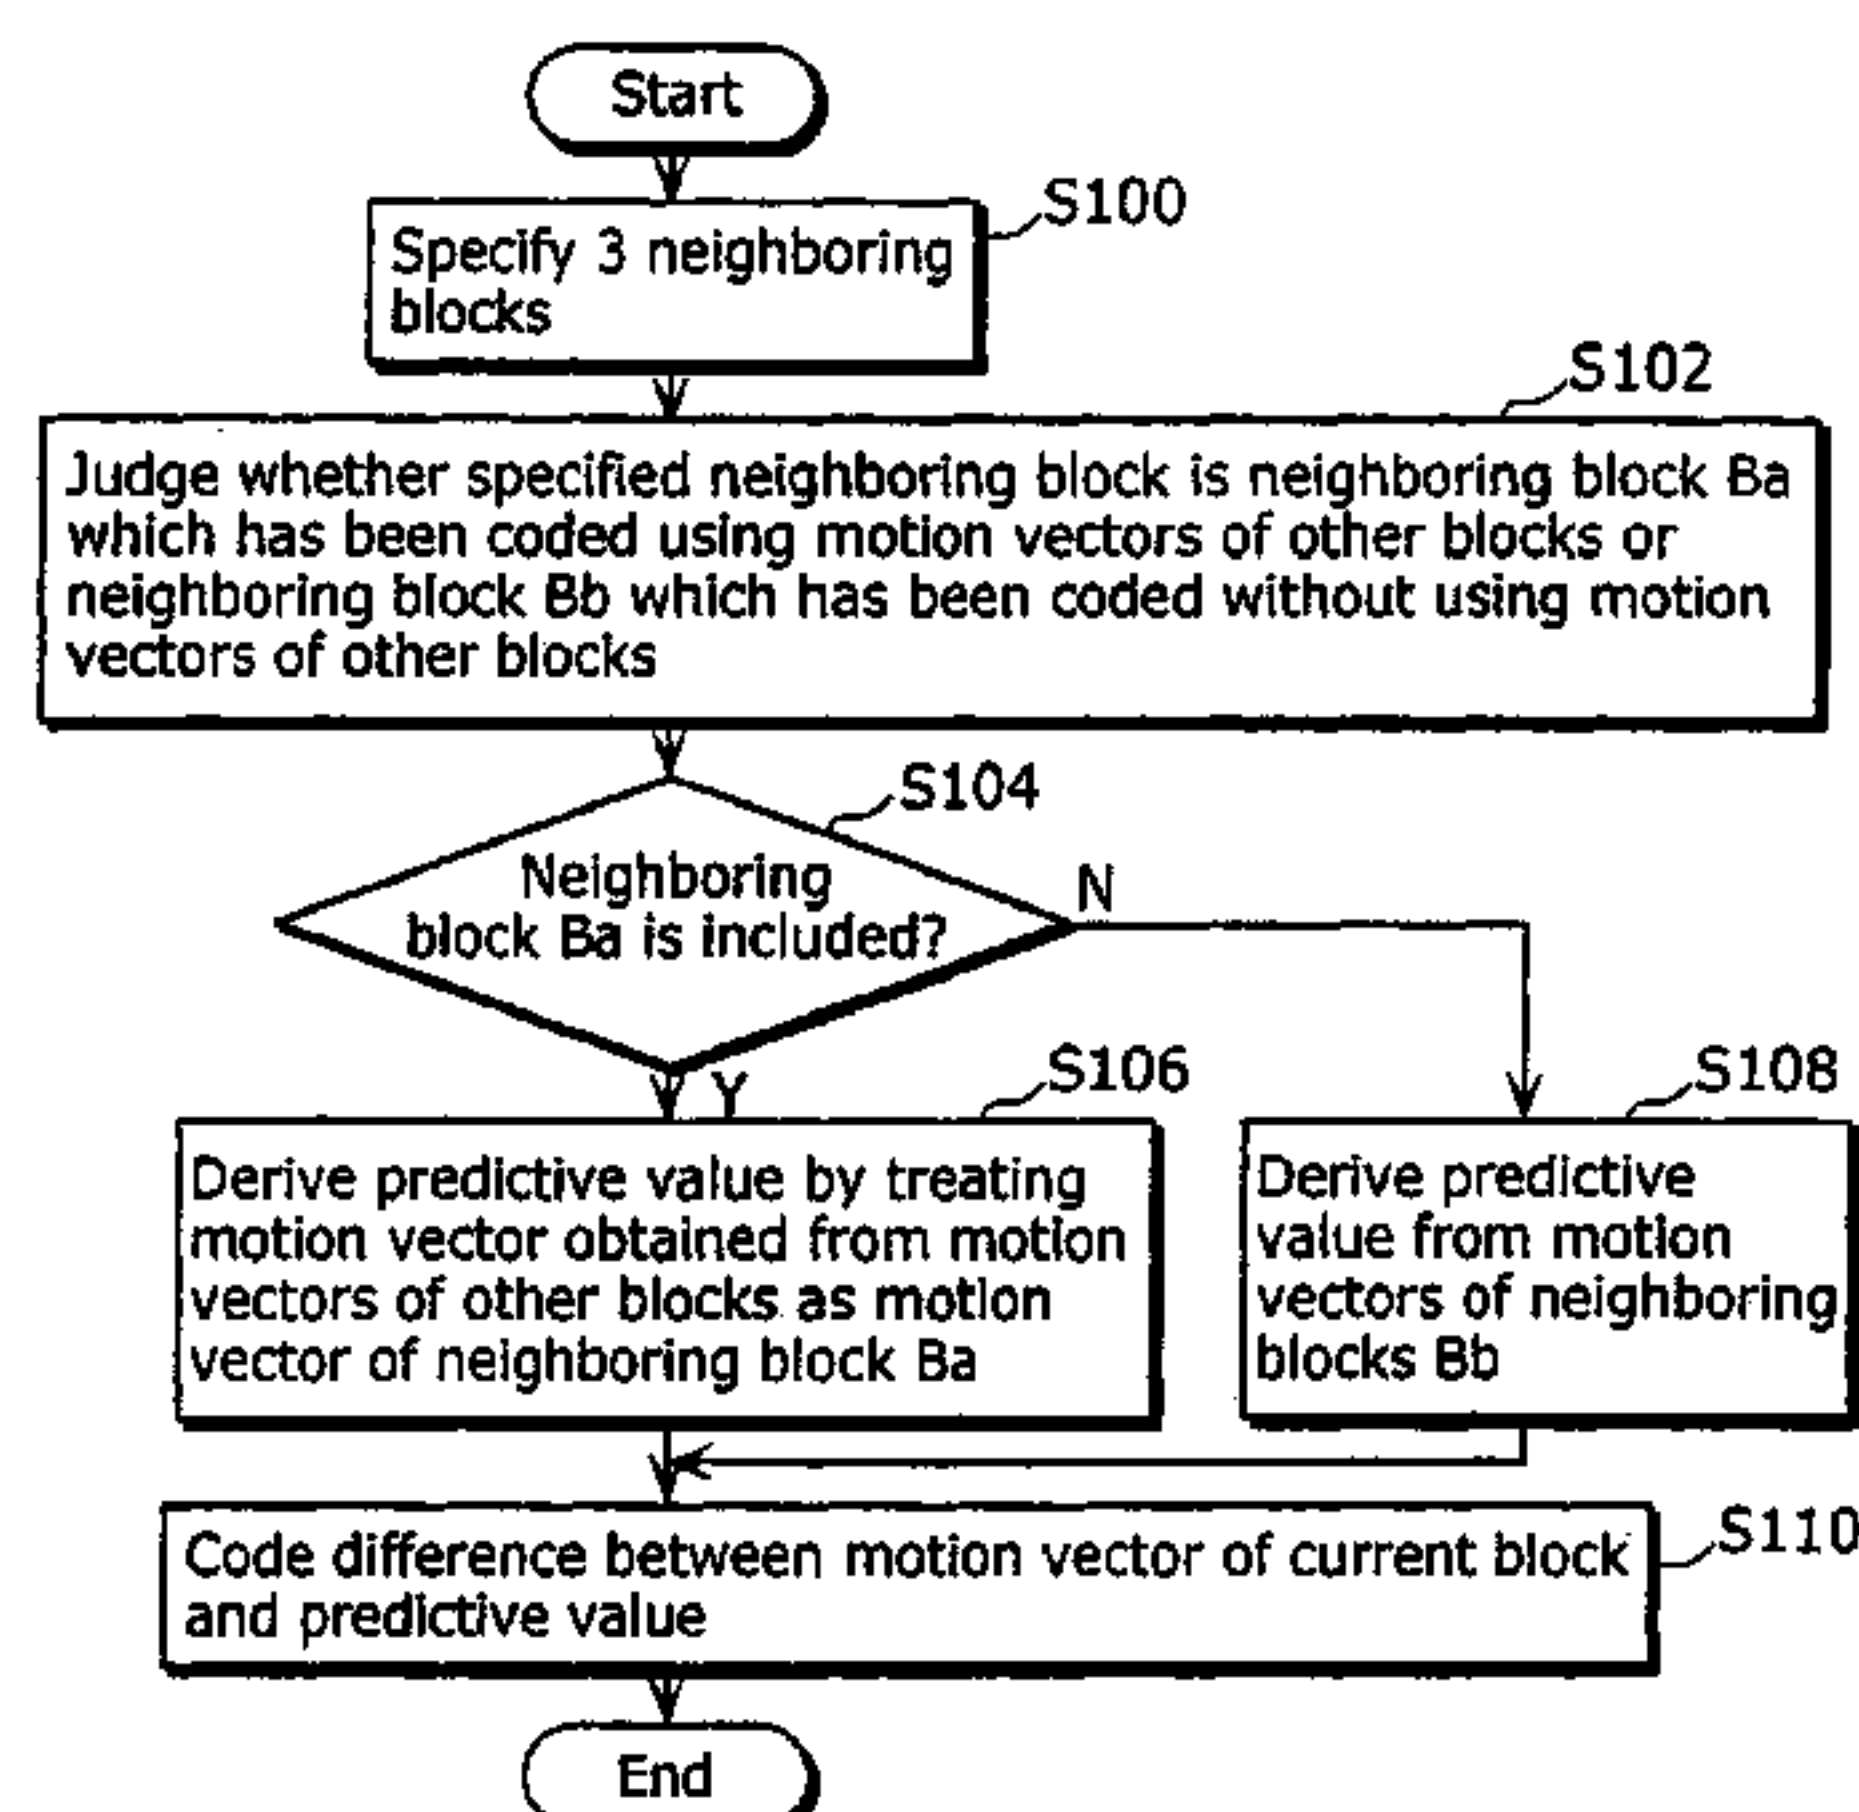 Start
S100
Specify 3 neighboring
blocks
S102
Judge whether specified neighboring block is neighboring block Ba
which has been coded using motion vectors of other blocks or
neighboring block Bb which has been coded without using motion
vectors of other blocks
S104
Neighboring
block Ba is included?
N
Y
S106
Derive predictive value by treating
motion vector obtained from motion
vectors of other blocks as motion
vector of neighboring block Ba
S108
Derive predictive
value from motion
vectors of neighboring
blocks Bb
S110
Code difference between motion vector of current block
and predictive value
End